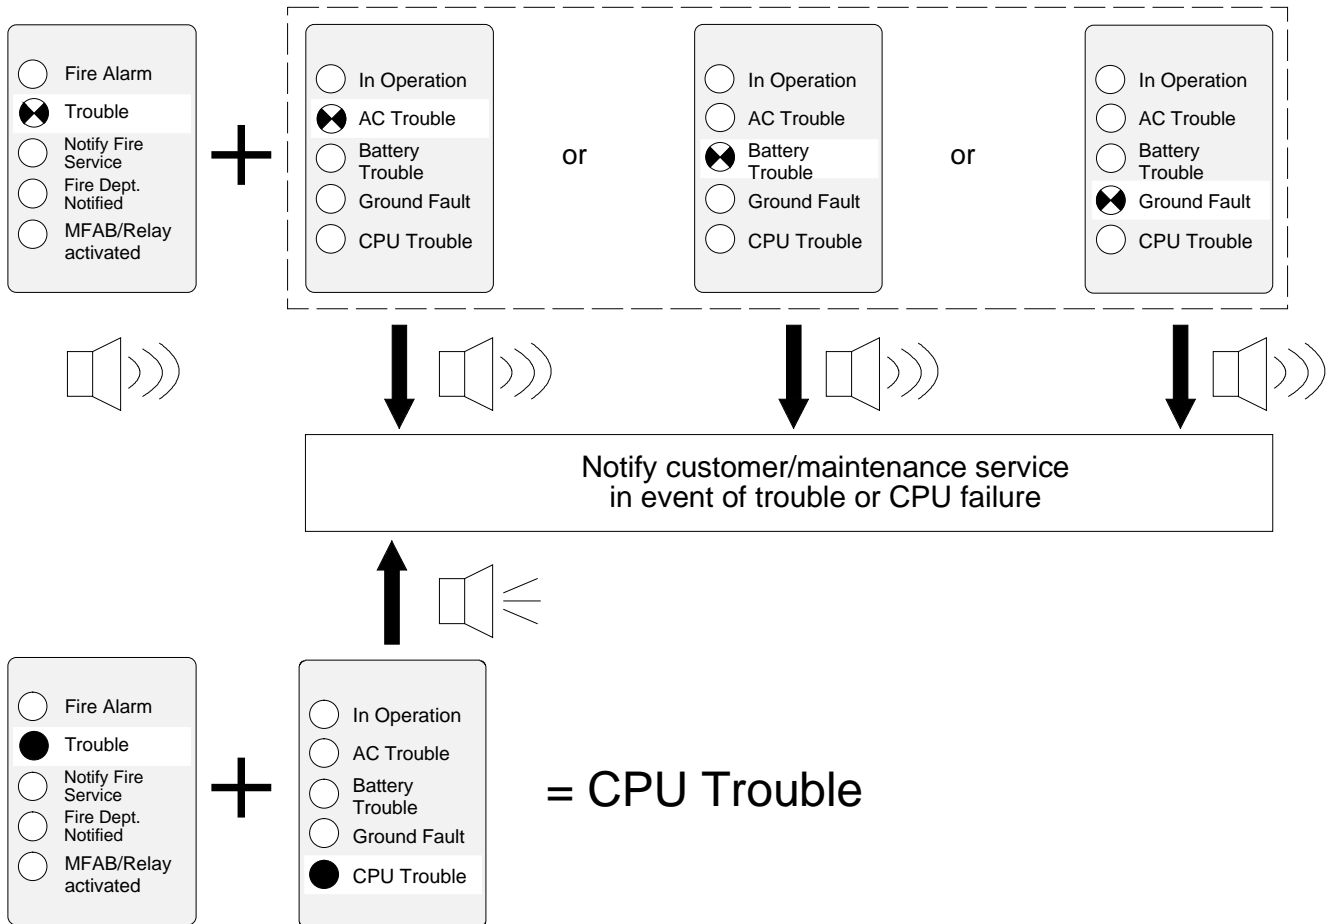 Fire Alarm
Trouble
Notify Fire
Service
Fire Dept.
Notified
MFAB/Relay
activated
In Operation
AC Trouble
Battery
Trouble
Ground Fault
CPU Trouble
or
In Operation
AC Trouble
Battery
Trouble
Ground Fault
CPU Trouble
or
In Operation
AC Trouble
Battery
Trouble
Ground Fault
CPU Trouble
Notify customer/maintenance service
in event of trouble or CPU failure
Fire Alarm
Trouble
Notify Fire
Service
Fire Dept.
Notified
MFAB/Relay
activated
In Operation
AC Trouble
Battery
Trouble
Ground Fault
CPU Trouble
= CPU Trouble